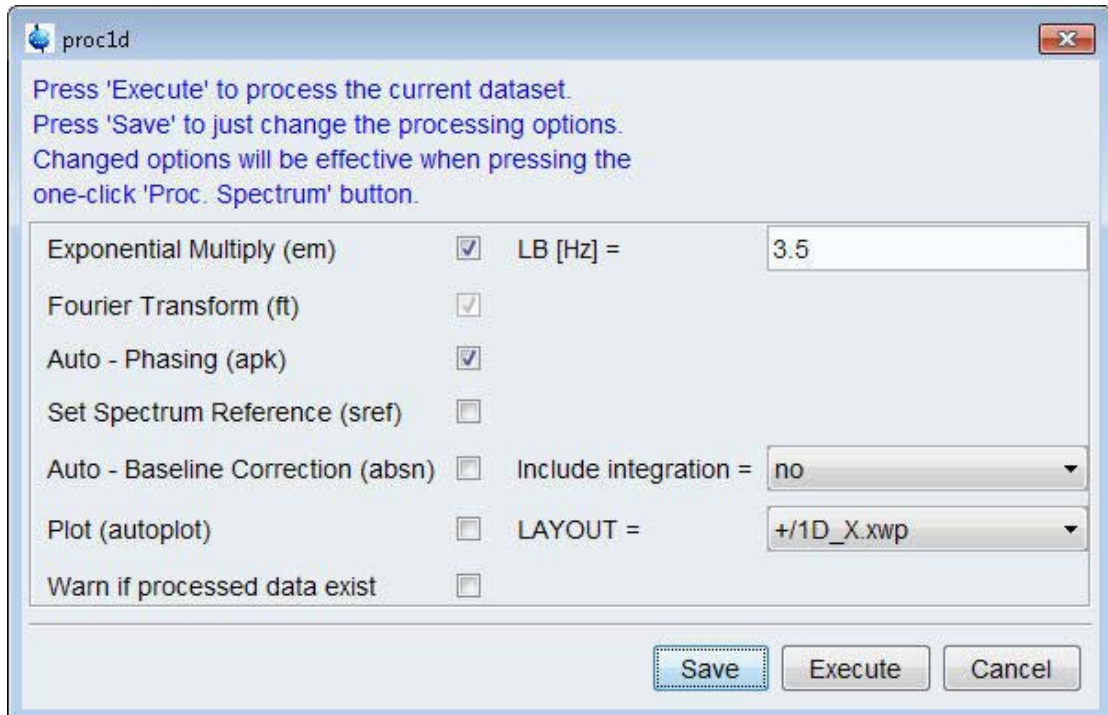 proc1d
Press 'Execute' to process the current dataset.
Press 'Save' to just change the processing options.
Changed options will be effective when pressing the
one-click 'Proc. Spectrum' button.
Exponential Multiply (em) LB [Hz] = 3.5
Fourier Transform (ft)
Auto - Phasing (apk)
Set Spectrum Reference (sref)
Auto - Baseline Correction (absn) Include integration = no
Plot (autoplot) LAYOUT = +/1D_X.xwp
Warn if processed data exist
Save Execute Cancel